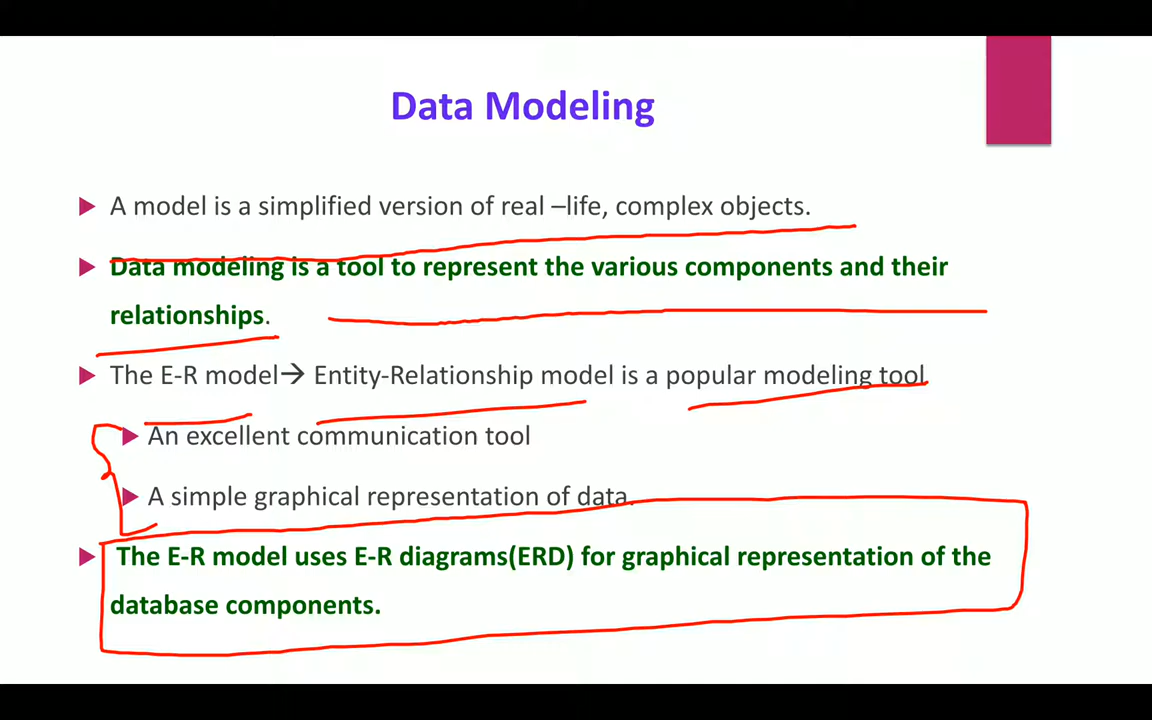 Data Modeling
A model is a simplified version of real –life, complex objects.
Data modeling is a tool to represent the various components and their
relationships.
The E-R model→ Entity-Relationship model is a popular modeling tool
An excellent communication tool
A simple graphical representation of data.
The E-R model uses E-R diagrams(ERD) for graphical representation of the
database components.